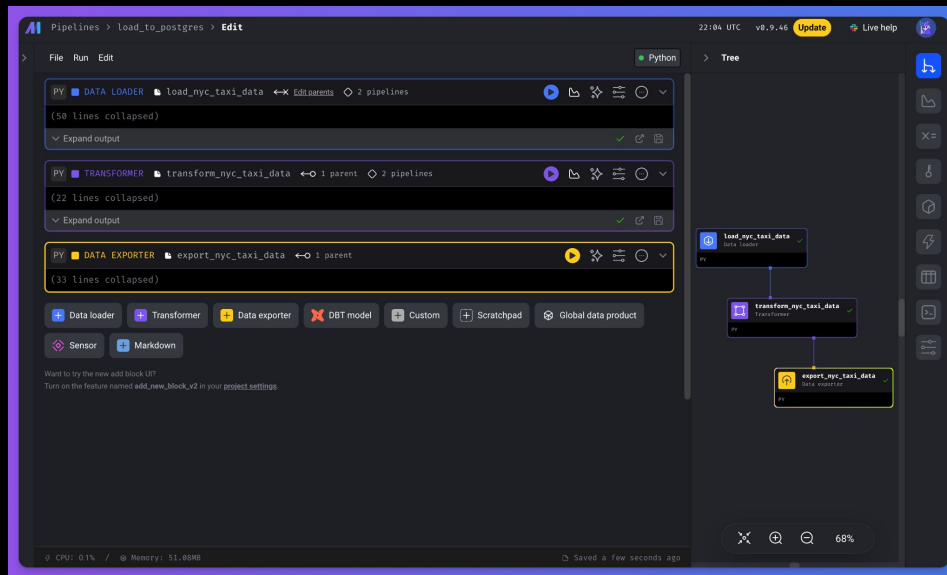 Pipelines > load_to_postgres > Edit
22:04 UTC v0.9.46 Update Live help
File Run Edit
Python
Tree
PY DATA LOADER load_nyc_taxi_data Edit parents 2 pipelines
(50 lines collapsed)
Expand output
PY TRANSFORMER transform_nyc_taxi_data 1 parent 2 pipelines
(22 lines collapsed)
Expand output
PY DATA EXPORTER export_nyc_taxi_data 1 parent
(33 lines collapsed)
Data loader Transformer Data exporter DBT model Custom Scratchpad Global data product
Sensor Markdown
Want to try the new add block UI?
Turn on the feature named add_new_block_v2 in your project settings.
load_nyc_taxi_data
Data loader
PY
transform_nyc_taxi_data
Transformer
PY
export_nyc_taxi_data
Data exporter
PY
68%
CPU: 0.1% / Memory: 51.08MB
Saved a few seconds ago